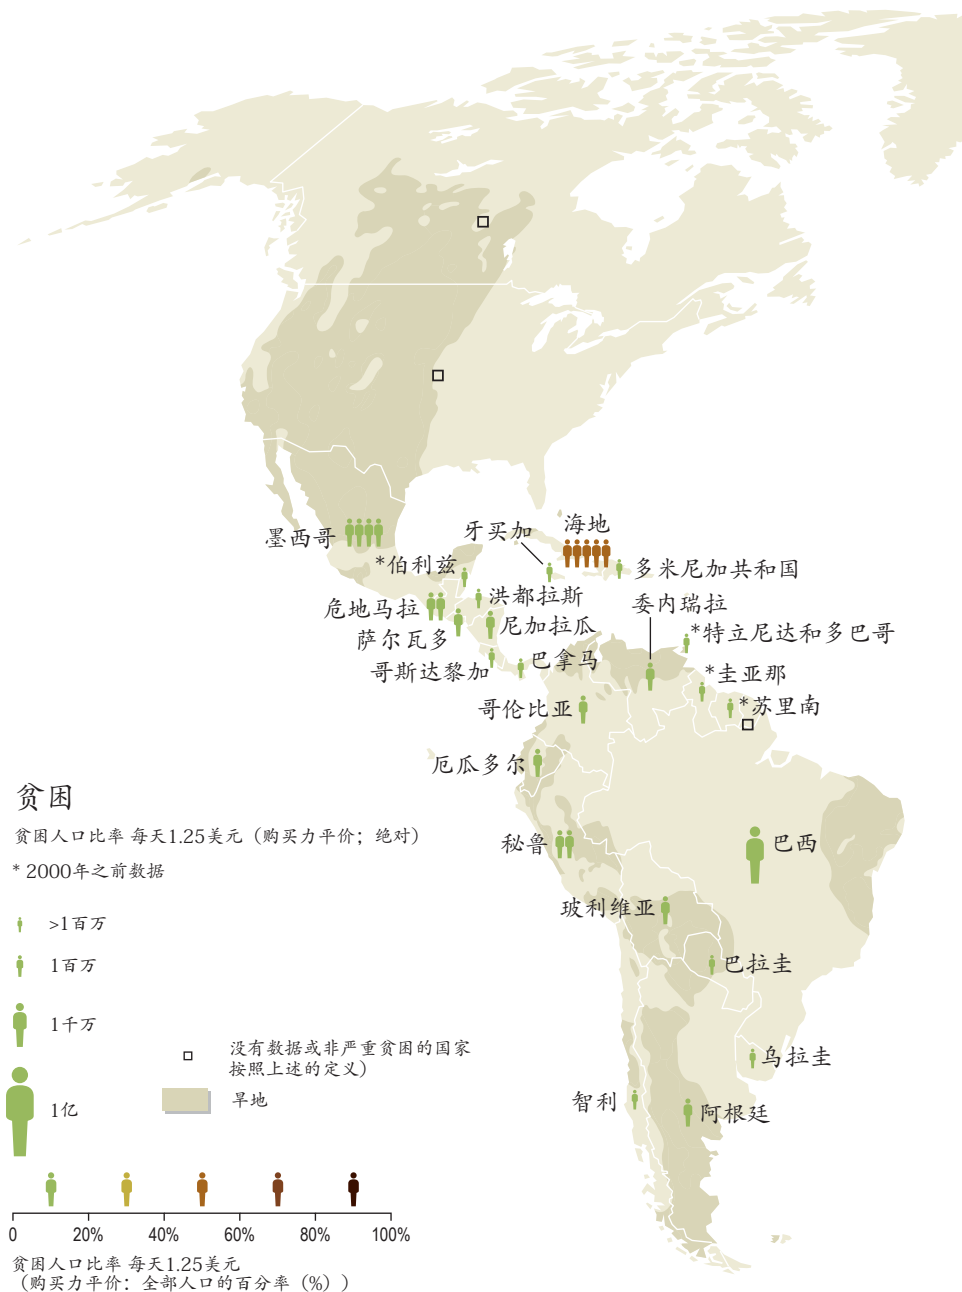 墨西哥
牙买加
海地
*伯利兹
多米尼加共和国
危地马拉
洪都拉斯
委内瑞拉
萨尔瓦多
尼加拉瓜
*特立尼达和多巴哥
哥斯达黎加
巴拿马
*圭亚那
哥伦比亚
*苏里南
厄瓜多尔
秘鲁
巴西
玻利维亚
巴拉圭
乌拉圭
智利
阿根廷
贫困
贫困人口比率 每天1.25美元（购买力平价；绝对）
* 2000年之前数据
>1百万
1百万
1千万
1亿
没有数据或非严重贫困的国家
按照上述的定义）
旱地
0 20% 40% 60% 80% 100%
贫困人口比率 每天1.25美元
（购买力平价：全部人口的百分率（%））